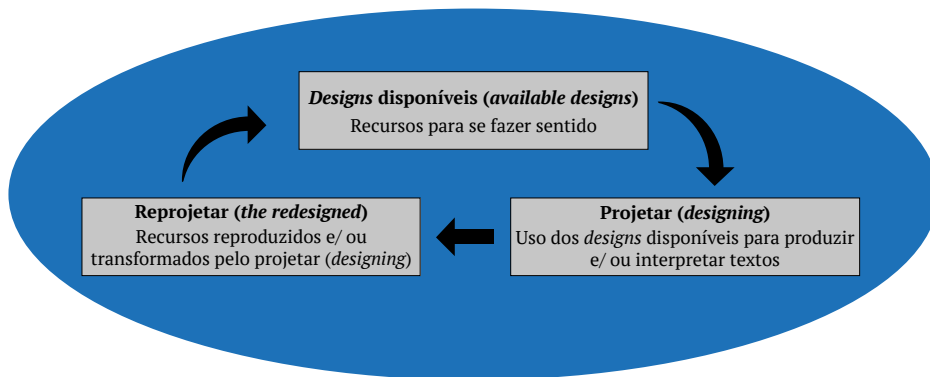 Designs disponíveis (available designs)
Recursos para se fazer sentido
Reprojetar (the redesigned)
Recursos reproduzidos e/ ou
transformados pelo projetar (designing)
Projetar (designing)
Uso dos designs disponíveis para produzir
e/ ou interpretar textos